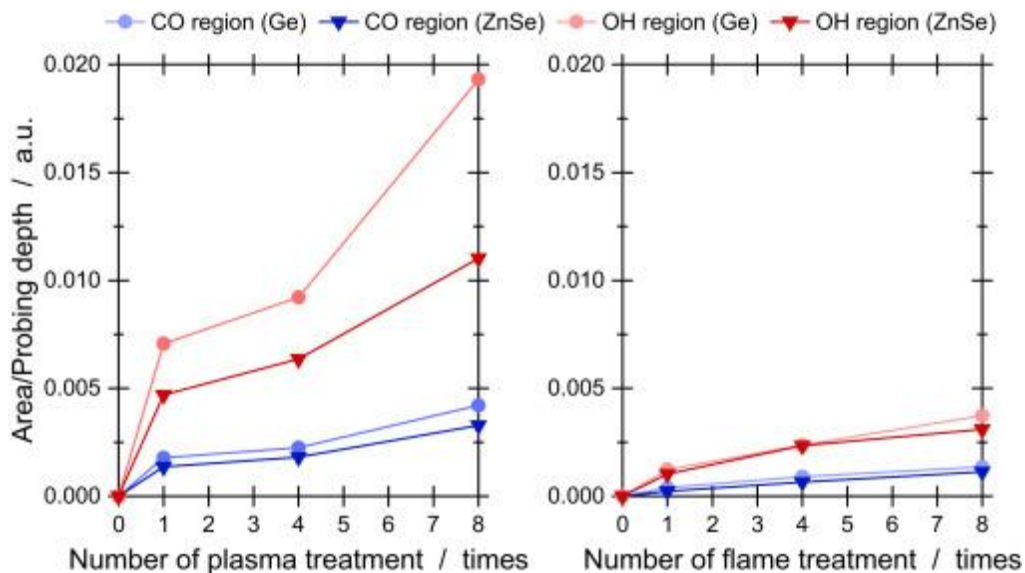 CO region (Ge) CO region (ZnSe) OH region (Ge) OH region (ZnSe)
Area/Probing depth / a.u.
0.020
0.015
0.010
0.005
0.000
0 1 2 3 4 5 6 7 8
Number of plasma treatment / times
0.020
0.015
0.010
0.005
0.000
0 1 2 3 4 5 6 7 8
Number of flame treatment / times